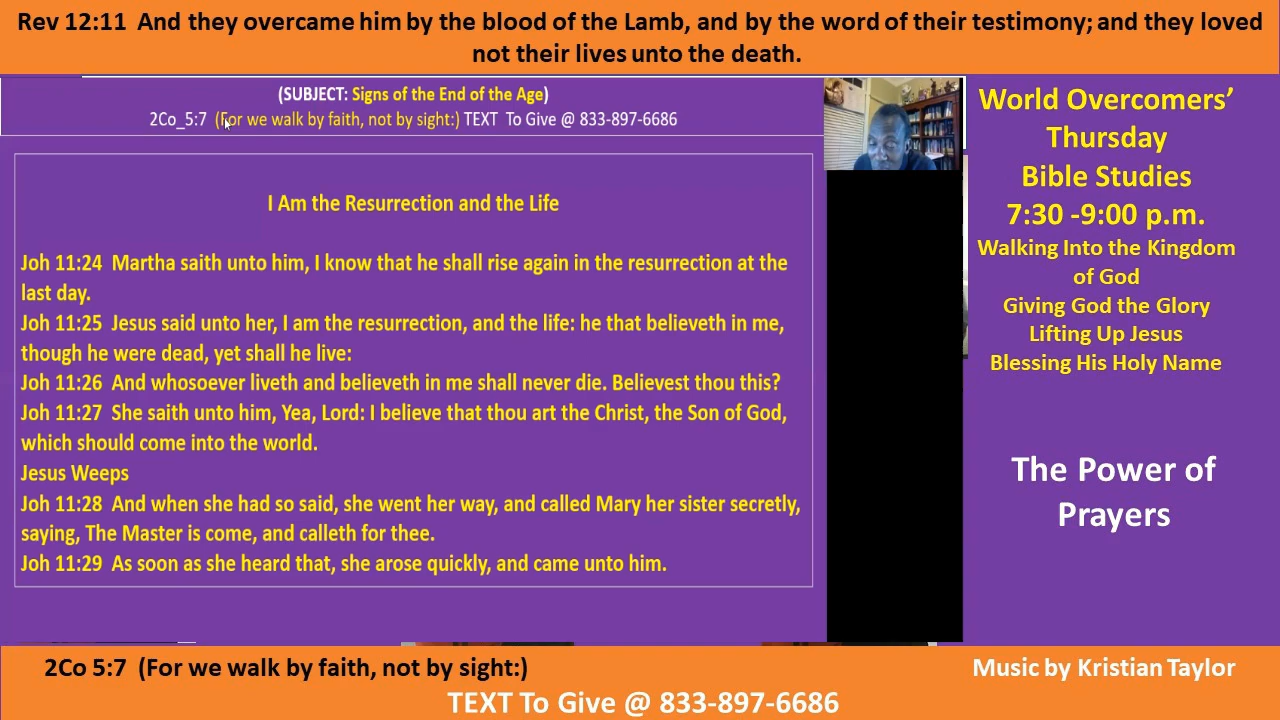 Rev 12:11  And they overcame him by the blood of the Lamb, and by the word of their testimony; and they loved
not their lives unto the death.
(SUBJECT: Signs of the End of the Age)
2Co_5:7  (For we walk by faith, not by sight:) TEXT  To Give @ 833-897-6686
I Am the Resurrection and the Life
Joh 11:24  Martha saith unto him, I know that he shall rise again in the resurrection at the
last day.
Joh 11:25  Jesus said unto her, I am the resurrection, and the life: he that believeth in me,
though he were dead, yet shall he live:
Joh 11:26  And whosoever liveth and believeth in me shall never die. Believest thou this?
Joh 11:27  She saith unto him, Yea, Lord: I believe that thou art the Christ, the Son of God,
which should come into the world.
Jesus Weeps
Joh 11:28  And when she had so said, she went her way, and called Mary her sister secretly,
saying, The Master is come, and calleth for thee.
Joh 11:29  As soon as she heard that, she arose quickly, and came unto him.
World Overcomers’
Thursday
Bible Studies
7:30 -9:00 p.m.
Walking Into the Kingdom
of God
Giving God the Glory
Lifting Up Jesus
Blessing His Holy Name
The Power of
Prayers
2Co 5:7  (For we walk by faith, not by sight:)
Music by Kristian Taylor
TEXT To Give @ 833-897-6686